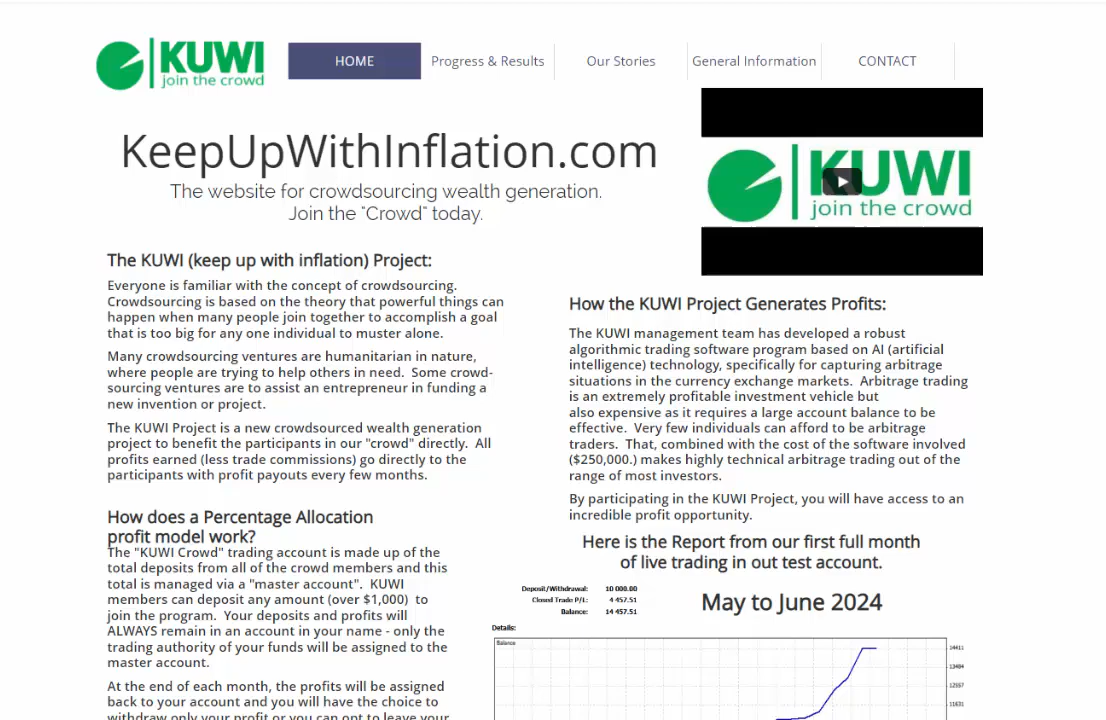 KUWI
join the crowd
HOME
Progress & Results
Our Stories
General Information
CONTACT
KeepUpWithInflation.com
The website for crowdsourcing wealth generation.
Join the "Crowd" today.
KUWI
join the crowd
The KUWI (keep up with inflation) Project:
Everyone is familiar with the concept of crowdsourcing.
Crowdsourcing is based on the theory that powerful things can
happen when many people join together to accomplish a goal
that is too big for any one individual to muster alone.
Many crowdsourcing ventures are humanitarian in nature,
where people are trying to help others in need.  Some crowd-
sourcing ventures are to assist an entrepreneur in funding a
new invention or project.
The KUWI Project is a new crowdsourced wealth generation
project to benefit the participants in our "crowd" directly.  All
profits earned (less trade commissions) go directly to the
participants with profit payouts every few months.
How does a Percentage Allocation
profit model work?
The "KUWI Crowd" trading account is made up of the
total deposits from all of the crowd members and this
total is managed via a "master account".  KUWI
members can deposit any amount (over $1,000)  to
join the program.  Your deposits and profits will
ALWAYS remain in an account in your name - only the
trading authority of your funds will be assigned to the
master account.
At the end of each month, the profits will be assigned
back to your account and you will have the choice to
withdraw only your profit or you can opt to leave your
How the KUWI Project Generates Profits:
The KUWI management team has developed a robust
algorithmic trading software program based on AI (artificial
intelligence) technology, specifically for capturing arbitrage
situations in the currency exchange markets.  Arbitrage trading
is an extremely profitable investment vehicle but
also expensive as it requires a large account balance to be
effective.  Very few individuals can afford to be arbitrage
traders.  That, combined with the cost of the software involved
($250,000.) makes highly technical arbitrage trading out of the
range of most investors.
By participating in the KUWI Project, you will have access to an
incredible profit opportunity.
Here is the Report from our first full month
of live trading in out test account.
Deposit/Withdrawal: 10 000.00
Closed Trade P/L: 4 457.51
Balance: 14 457.51
May to June 2024
Details:
Balance
14411
13484
12557
11631